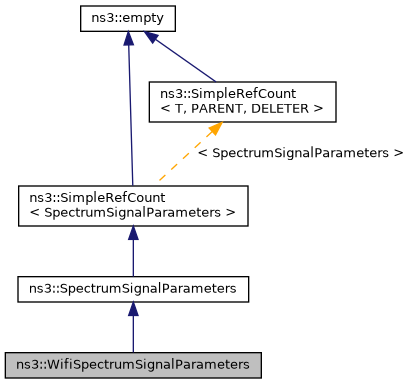 ns3::empty
ns3::SimpleRefCount
< T, PARENT, DELETER >
< SpectrumSignalParameters >
ns3::SimpleRefCount
< SpectrumSignalParameters >
ns3::SpectrumSignalParameters
ns3::WifiSpectrumSignalParameters